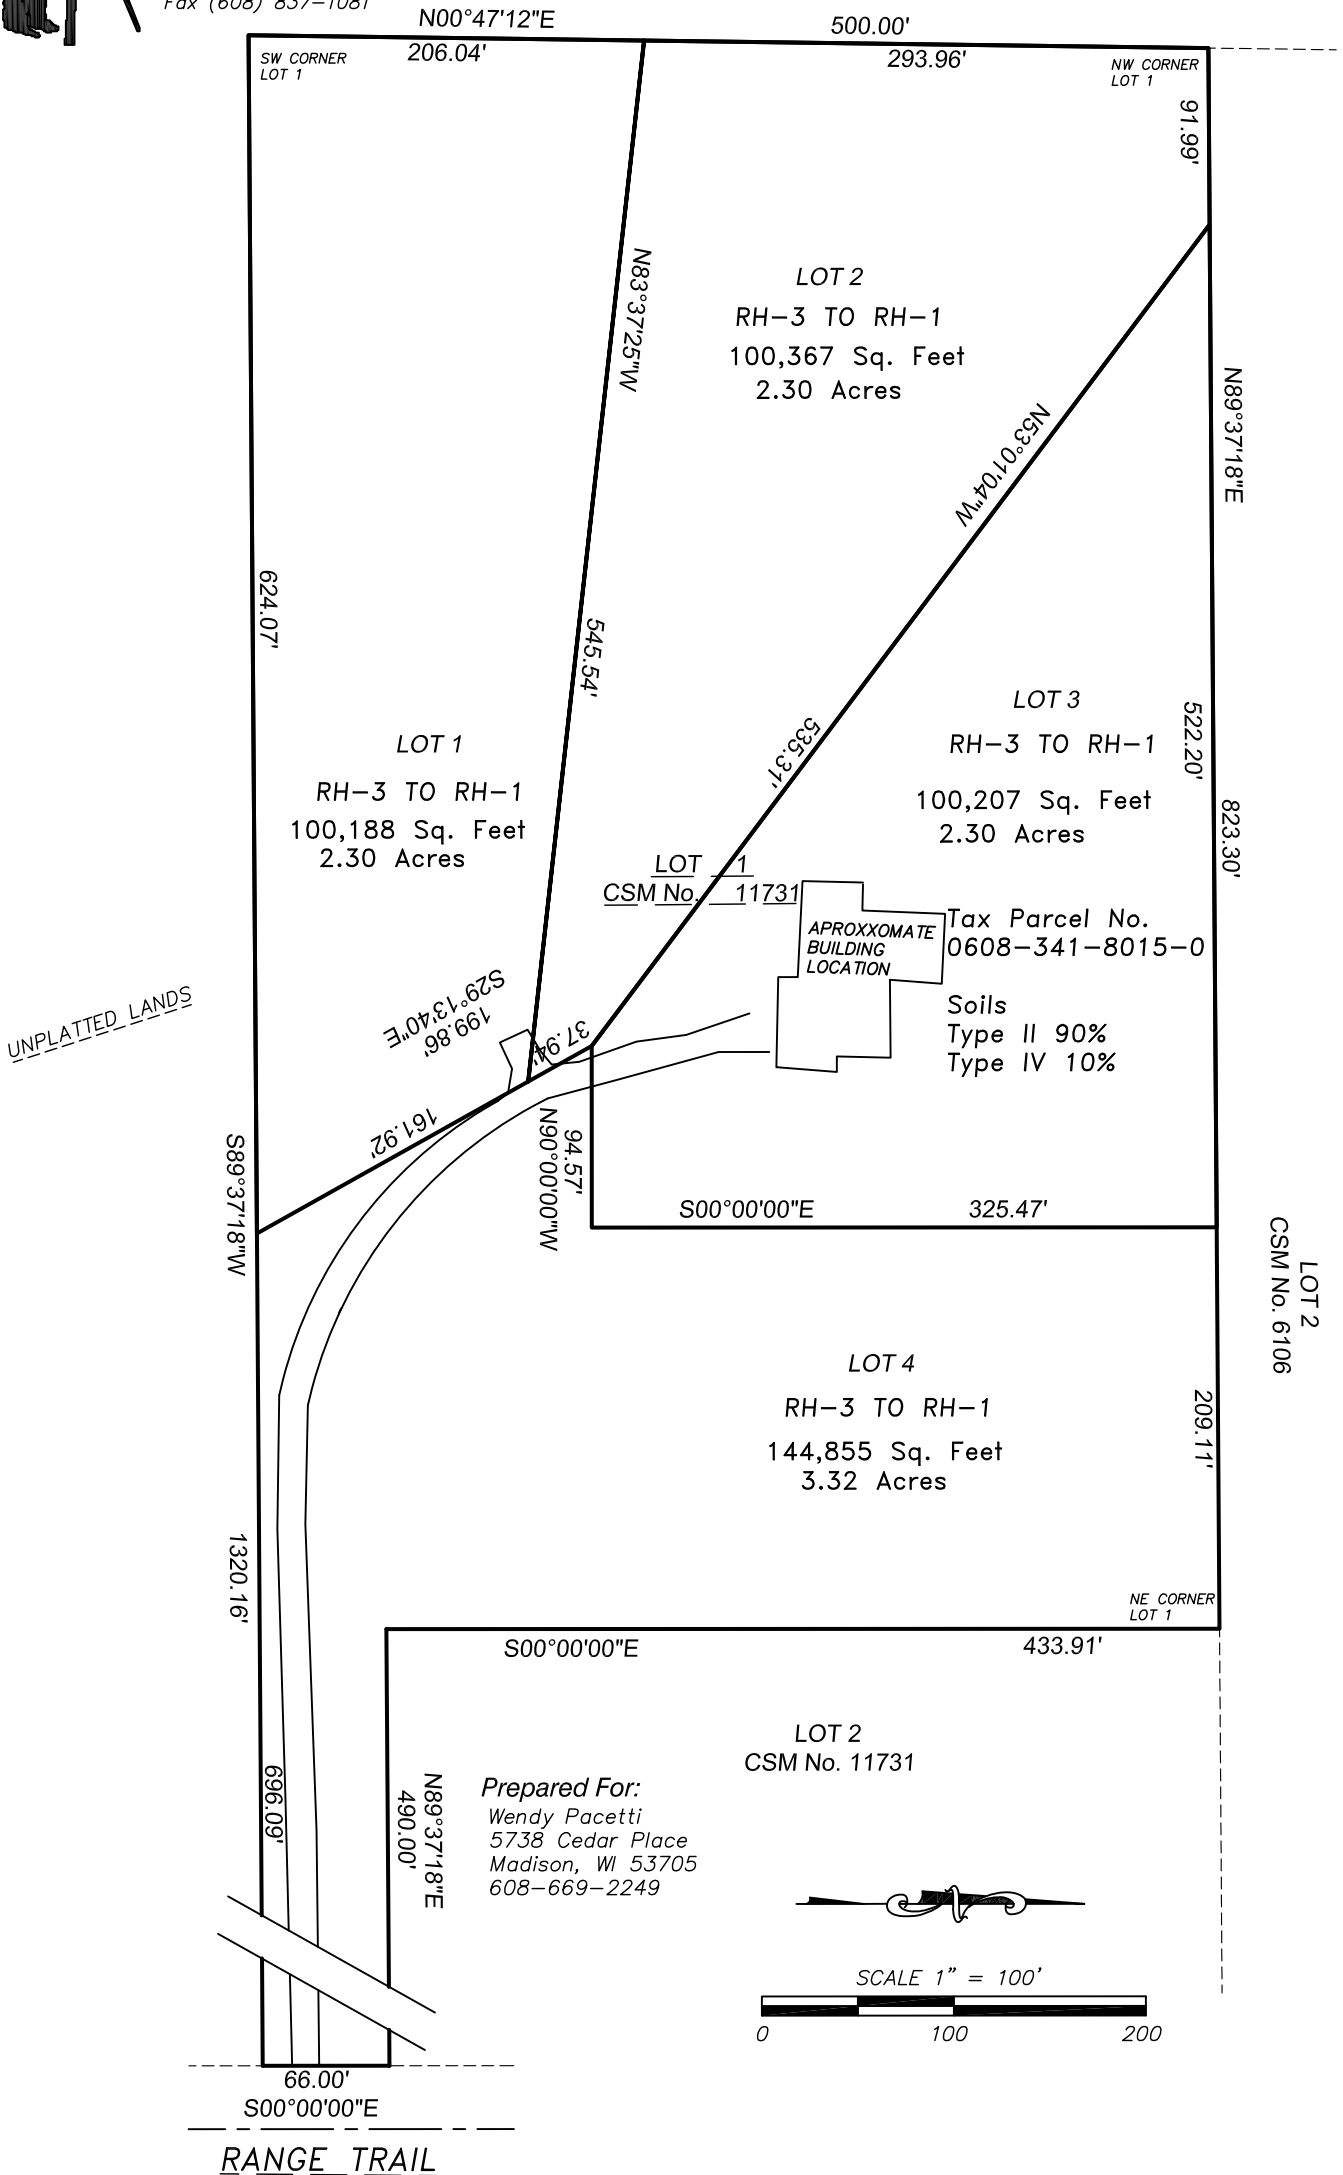 Fax (608) 837-1081
N00°47'12"E
500.00'
206.04'
293.96'
SW CORNER
LOT 1
NW CORNER
LOT 1
91.99'
N83°37'25"W
LOT 2
RH-3 TO RH-1
100,367 Sq. Feet
2.30 Acres
N89°37'18"E
N53°01'04"W
624.07'
545.54'
LOT 1
RH-3 TO RH-1
100,188 Sq. Feet
2.30 Acres
535.31'
LOT 3
RH-3 TO RH-1
100,207 Sq. Feet
2.30 Acres
522.20'
823.30'
LOT 1
CSM No. 11731
APROXXOMATE
BUILDING
LOCATION
Tax Parcel No.
0608-341-8015-0
Soils
Type II 90%
Type IV 10%
UNPLATTED LANDS
S29°13'40"E
199.86'
37.94'
161.92'
94.57'
N90°00'00"W
S89°37'18"W
S00°00'00"E
325.47'
LOT 2
CSM No. 6106
LOT 4
RH-3 TO RH-1
144,855 Sq. Feet
3.32 Acres
209.11'
1320.16'
NE CORNER
LOT 1
S00°00'00"E
433.91'
LOT 2
CSM No. 11731
696.09'
N89°37'18"E
490.00'
Prepared For:
Wendy Pacetti
5738 Cedar Place
Madison, WI 53705
608-669-2249
N
SCALE 1" = 100'
0 100 200
66.00'
S00°00'00"E
RANGE TRAIL